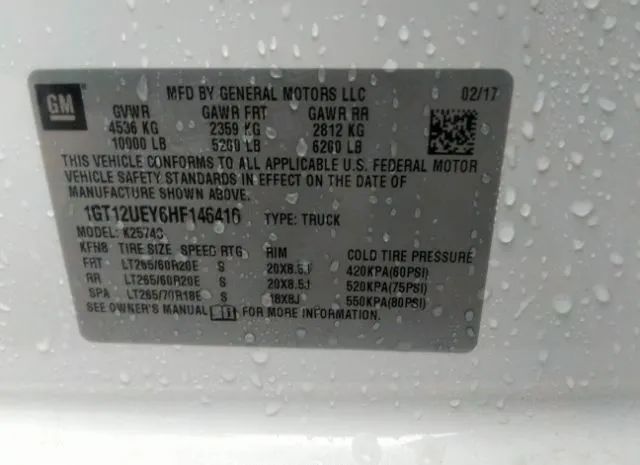 GM
MFD BY GENERAL MOTORS LLC 02/17
GVWR GAWR FRT GAWR RR
4536 KG 2359 KG 2812 KG
10000 LB 5200 LB 6200 LB
THIS VEHICLE CONFORMS TO ALL APPLICABLE U.S. FEDERAL MOTOR
VEHICLE SAFETY STANDARDS IN EFFECT ON THE DATE OF
MANUFACTURE SHOWN ABOVE.
1GT12UEY6HF146416 TYPE: TRUCK
MODEL: K25743
KFN8 TIRE SIZE SPEED RTG RIM COLD TIRE PRESSURE
FRT LT265/60R20E S 20X8.5J 420KPA(60PSI)
RR LT265/60R20E S 20X8.5J 520KPA(75PSI)
SPA LT265/70R18E S 18X8J 550KPA(80PSI)
SEE OWNER'S MANUAL FOR MORE INFORMATION.